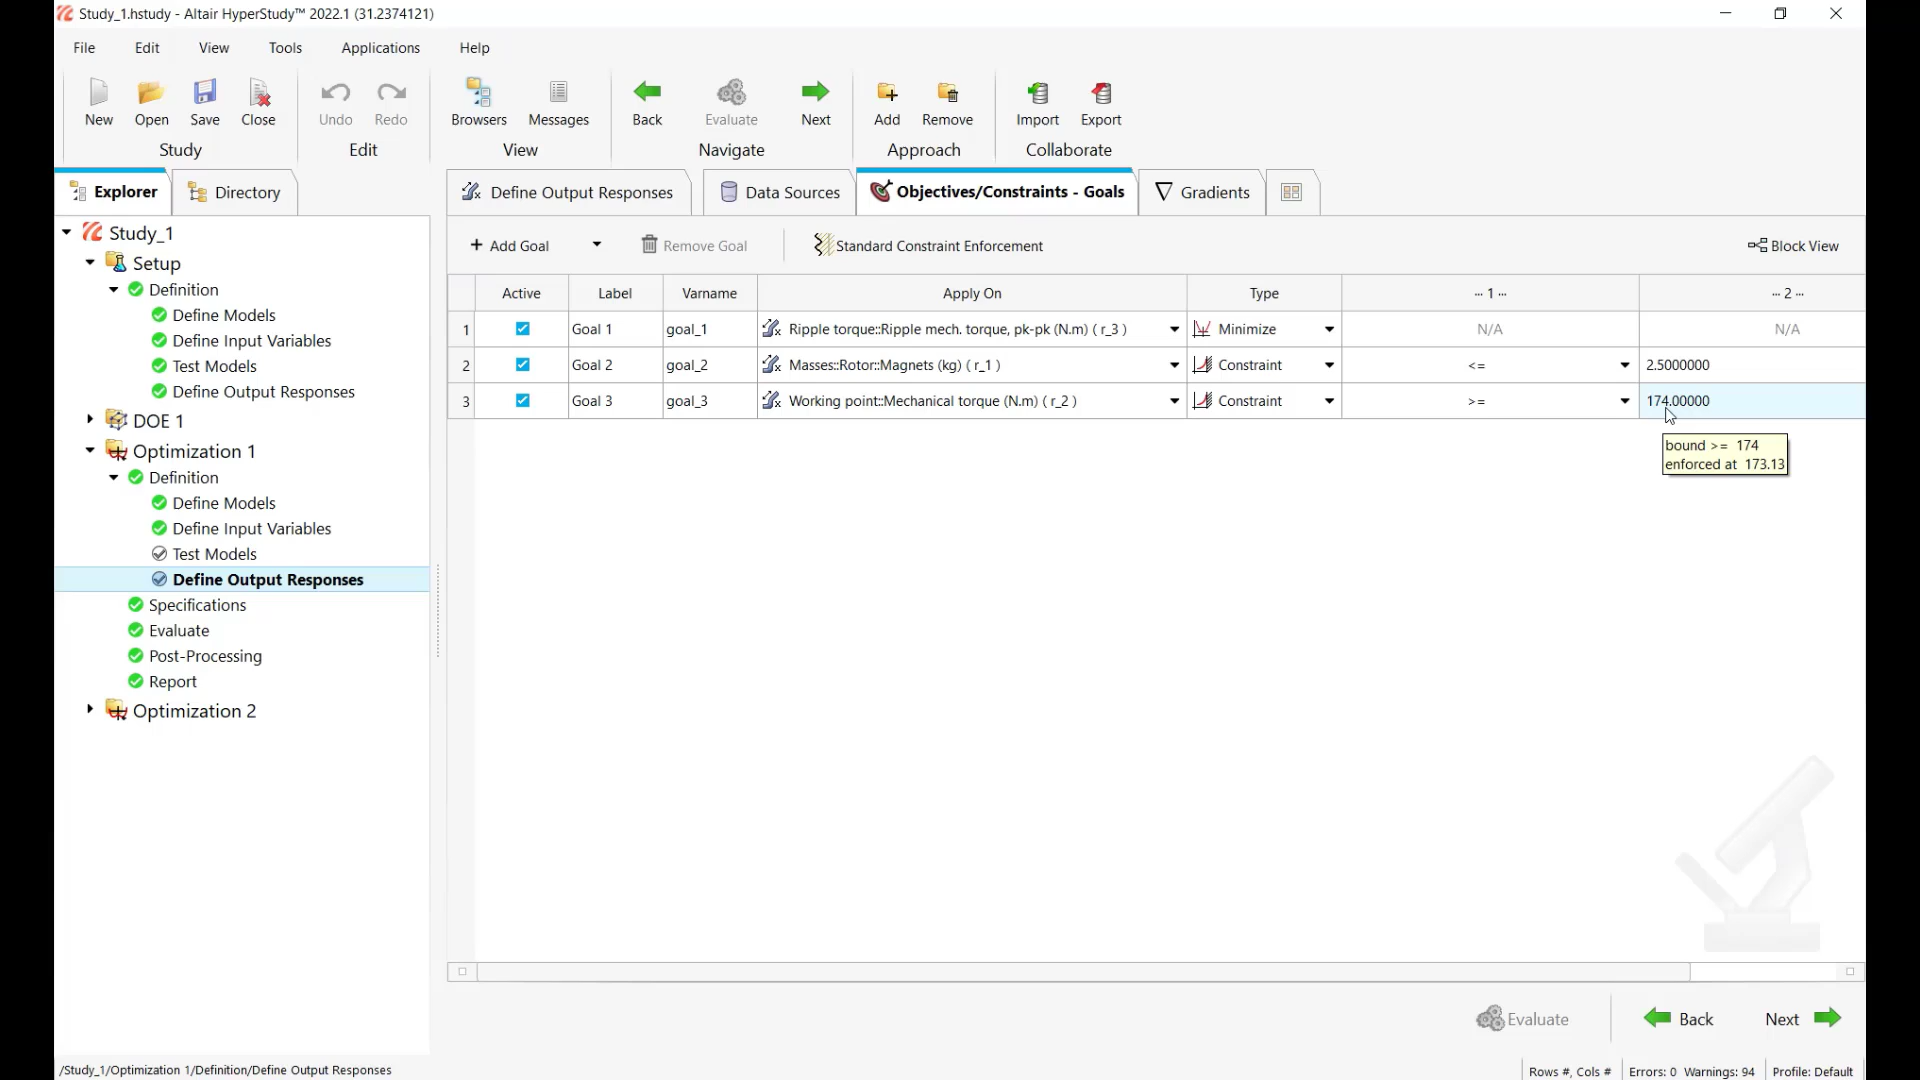 Study_1.hstudy - Altair HyperStudy™ 2022.1 (31.2374121)
File Edit View Tools Applications Help
New Open Save Close Undo Redo Browsers Messages Back Evaluate Next Add Remove Import Export
Study Edit View Navigate Approach Collaborate
Explorer Directory
Define Output Responses Data Sources Objectives/Constraints - Goals Gradients
+ Add Goal Remove Goal Standard Constraint Enforcement Block View
Active Label Varname Apply On Type ··· 1 ··· ··· 2 ···
1 Goal 1 goal_1 Ripple torque::Ripple mech. torque, pk-pk (N.m) ( r_3 ) Minimize N/A N/A
2 Goal 2 goal_2 Masses::Rotor::Magnets (kg) ( r_1 ) Constraint <= 2.5000000
3 Goal 3 goal_3 Working point::Mechanical torque (N.m) ( r_2 ) Constraint >= 174.00000
bound >= 174
enforced at 173.13
Study_1
Setup
Definition
Define Models
Define Input Variables
Test Models
Define Output Responses
DOE 1
Optimization 1
Definition
Define Models
Define Input Variables
Test Models
Define Output Responses
Specifications
Evaluate
Post-Processing
Report
Optimization 2
Evaluate Back Next
/Study_1/Optimization 1/Definition/Define Output Responses
Rows #, Cols # Errors: 0 Warnings: 94 Profile: Default